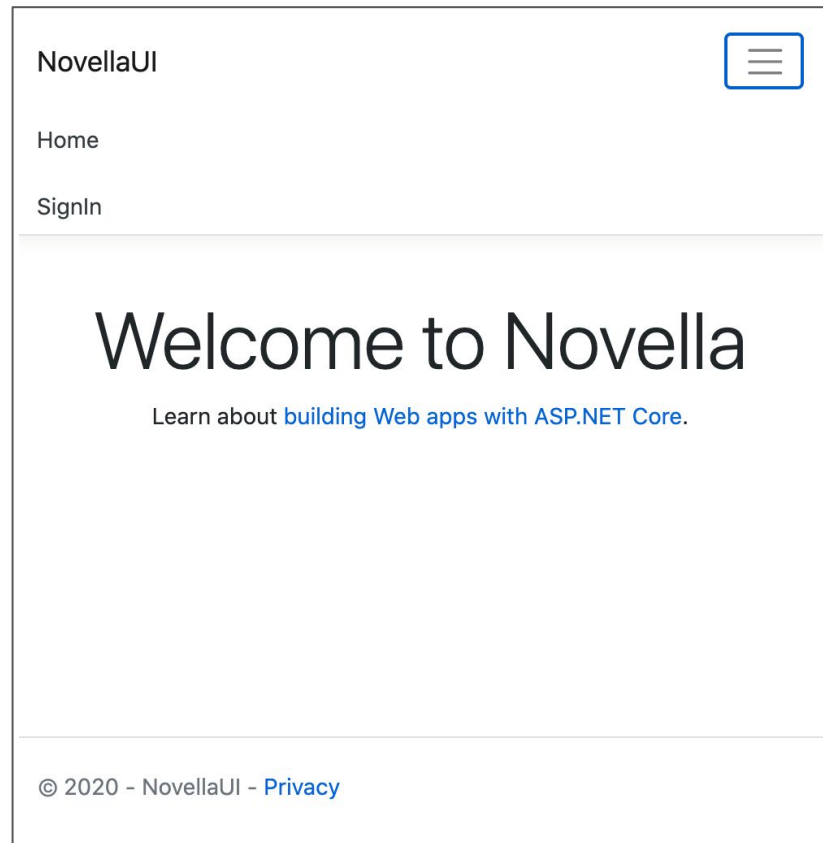 NovellaUI
Home
SignIn
Welcome to Novella
Learn about building Web apps with ASP.NET Core.
© 2020 - NovellaUI - Privacy